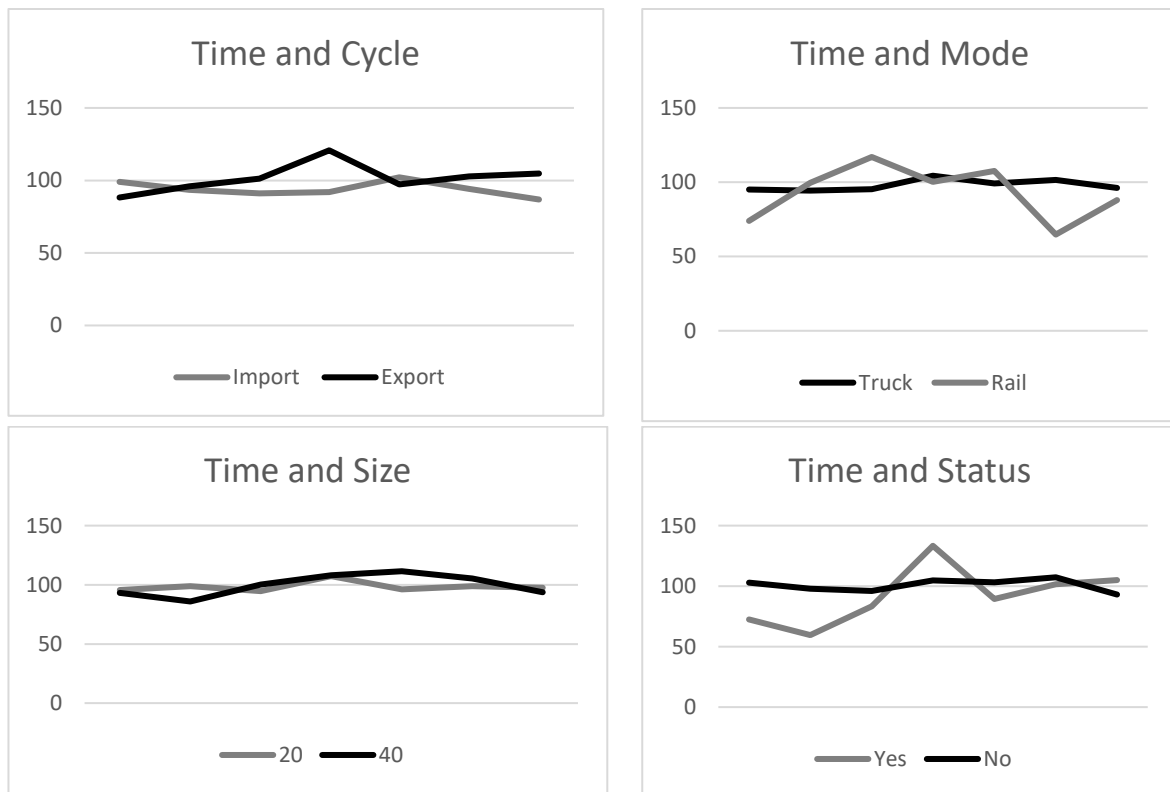 Time and Cycle
150
100
50
0
Import Export
Time and Mode
150
100
50
0
Truck Rail
Time and Size
150
100
50
0
20 40
Time and Status
150
100
50
0
Yes No